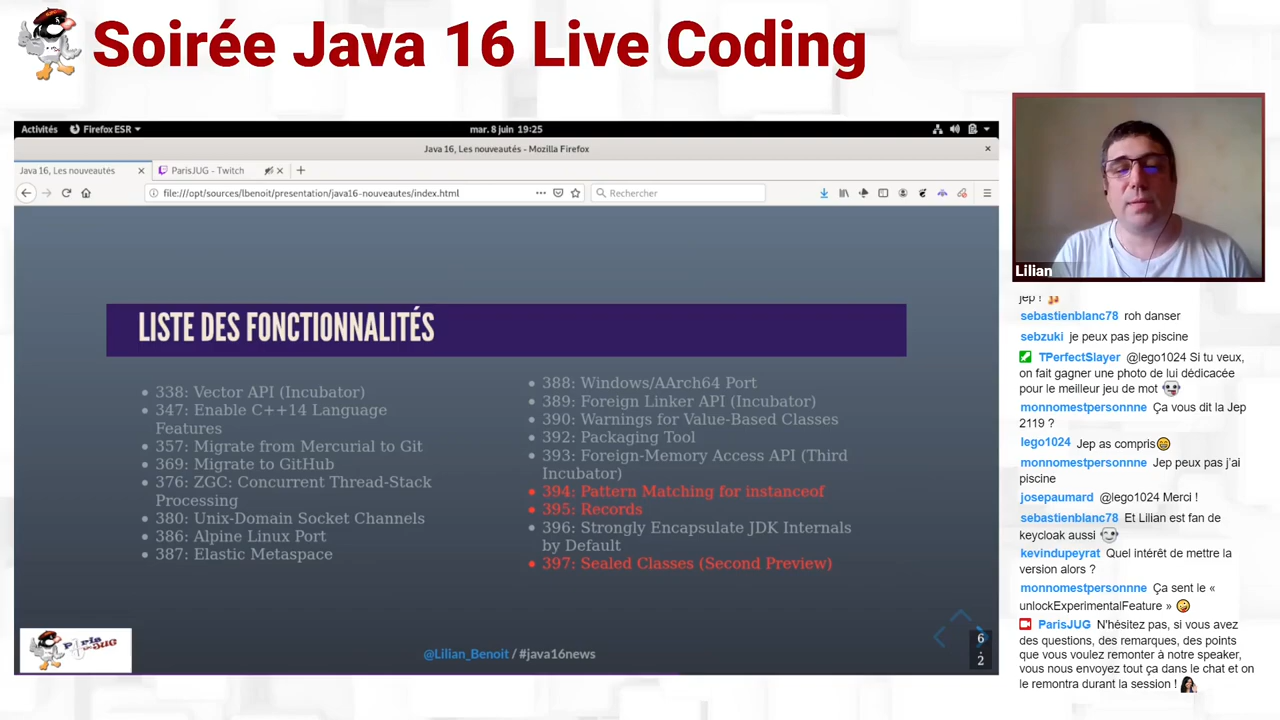 Soirée Java 16 Live Coding
Activités
Firefox ESR
mar. 8 juin 19:25
Java 16, Les nouveautés - Mozilla Firefox
Java 16, Les nouveautés
ParisJUG - Twitch
file:///opt/sources/lbenoit/presentation/java16-nouveautes/index.html
Rechercher
LISTE DES FONCTIONNALITÉS
• 338: Vector API (Incubator)
• 347: Enable C++14 Language
Features
• 357: Migrate from Mercurial to Git
• 369: Migrate to GitHub
• 376: ZGC: Concurrent Thread-Stack
Processing
• 380: Unix-Domain Socket Channels
• 386: Alpine Linux Port
• 387: Elastic Metaspace
• 388: Windows/AArch64 Port
• 389: Foreign Linker API (Incubator)
• 390: Warnings for Value-Based Classes
• 392: Packaging Tool
• 393: Foreign-Memory Access API (Third
Incubator)
• 394: Pattern Matching for instanceof
• 395: Records
• 396: Strongly Encapsulate JDK Internals
by Default
• 397: Sealed Classes (Second Preview)
Paris JUG
@Lilian_Benoit / #java16news
6
.
2
Lilian
jep !
sebastienblanc78 roh danser
sebzuki je peux pas jep piscine
TPerfectSlayer @lego1024 Si tu veux,
on fait gagner une photo de lui dédicacée
pour le meilleur jeu de mot
monnomestpersonnne Ça vous dit la Jep
2119 ?
lego1024 Jep as compris
monnomestpersonnne Jep peux pas j'ai
piscine
josepaumard @lego1024 Merci !
sebastienblanc78 Et Lilian est fan de
keycloak aussi
kevindupeyrat Quel intérêt de mettre la
version alors ?
monnomestpersonnne Ça sent le «
unlockExperimentalFeature »
ParisJUG N'hésitez pas, si vous avez
des questions, des remarques, des points
que vous voulez remonter à notre speaker,
vous nous envoyez tout ça dans le chat et on
le remontra durant la session !